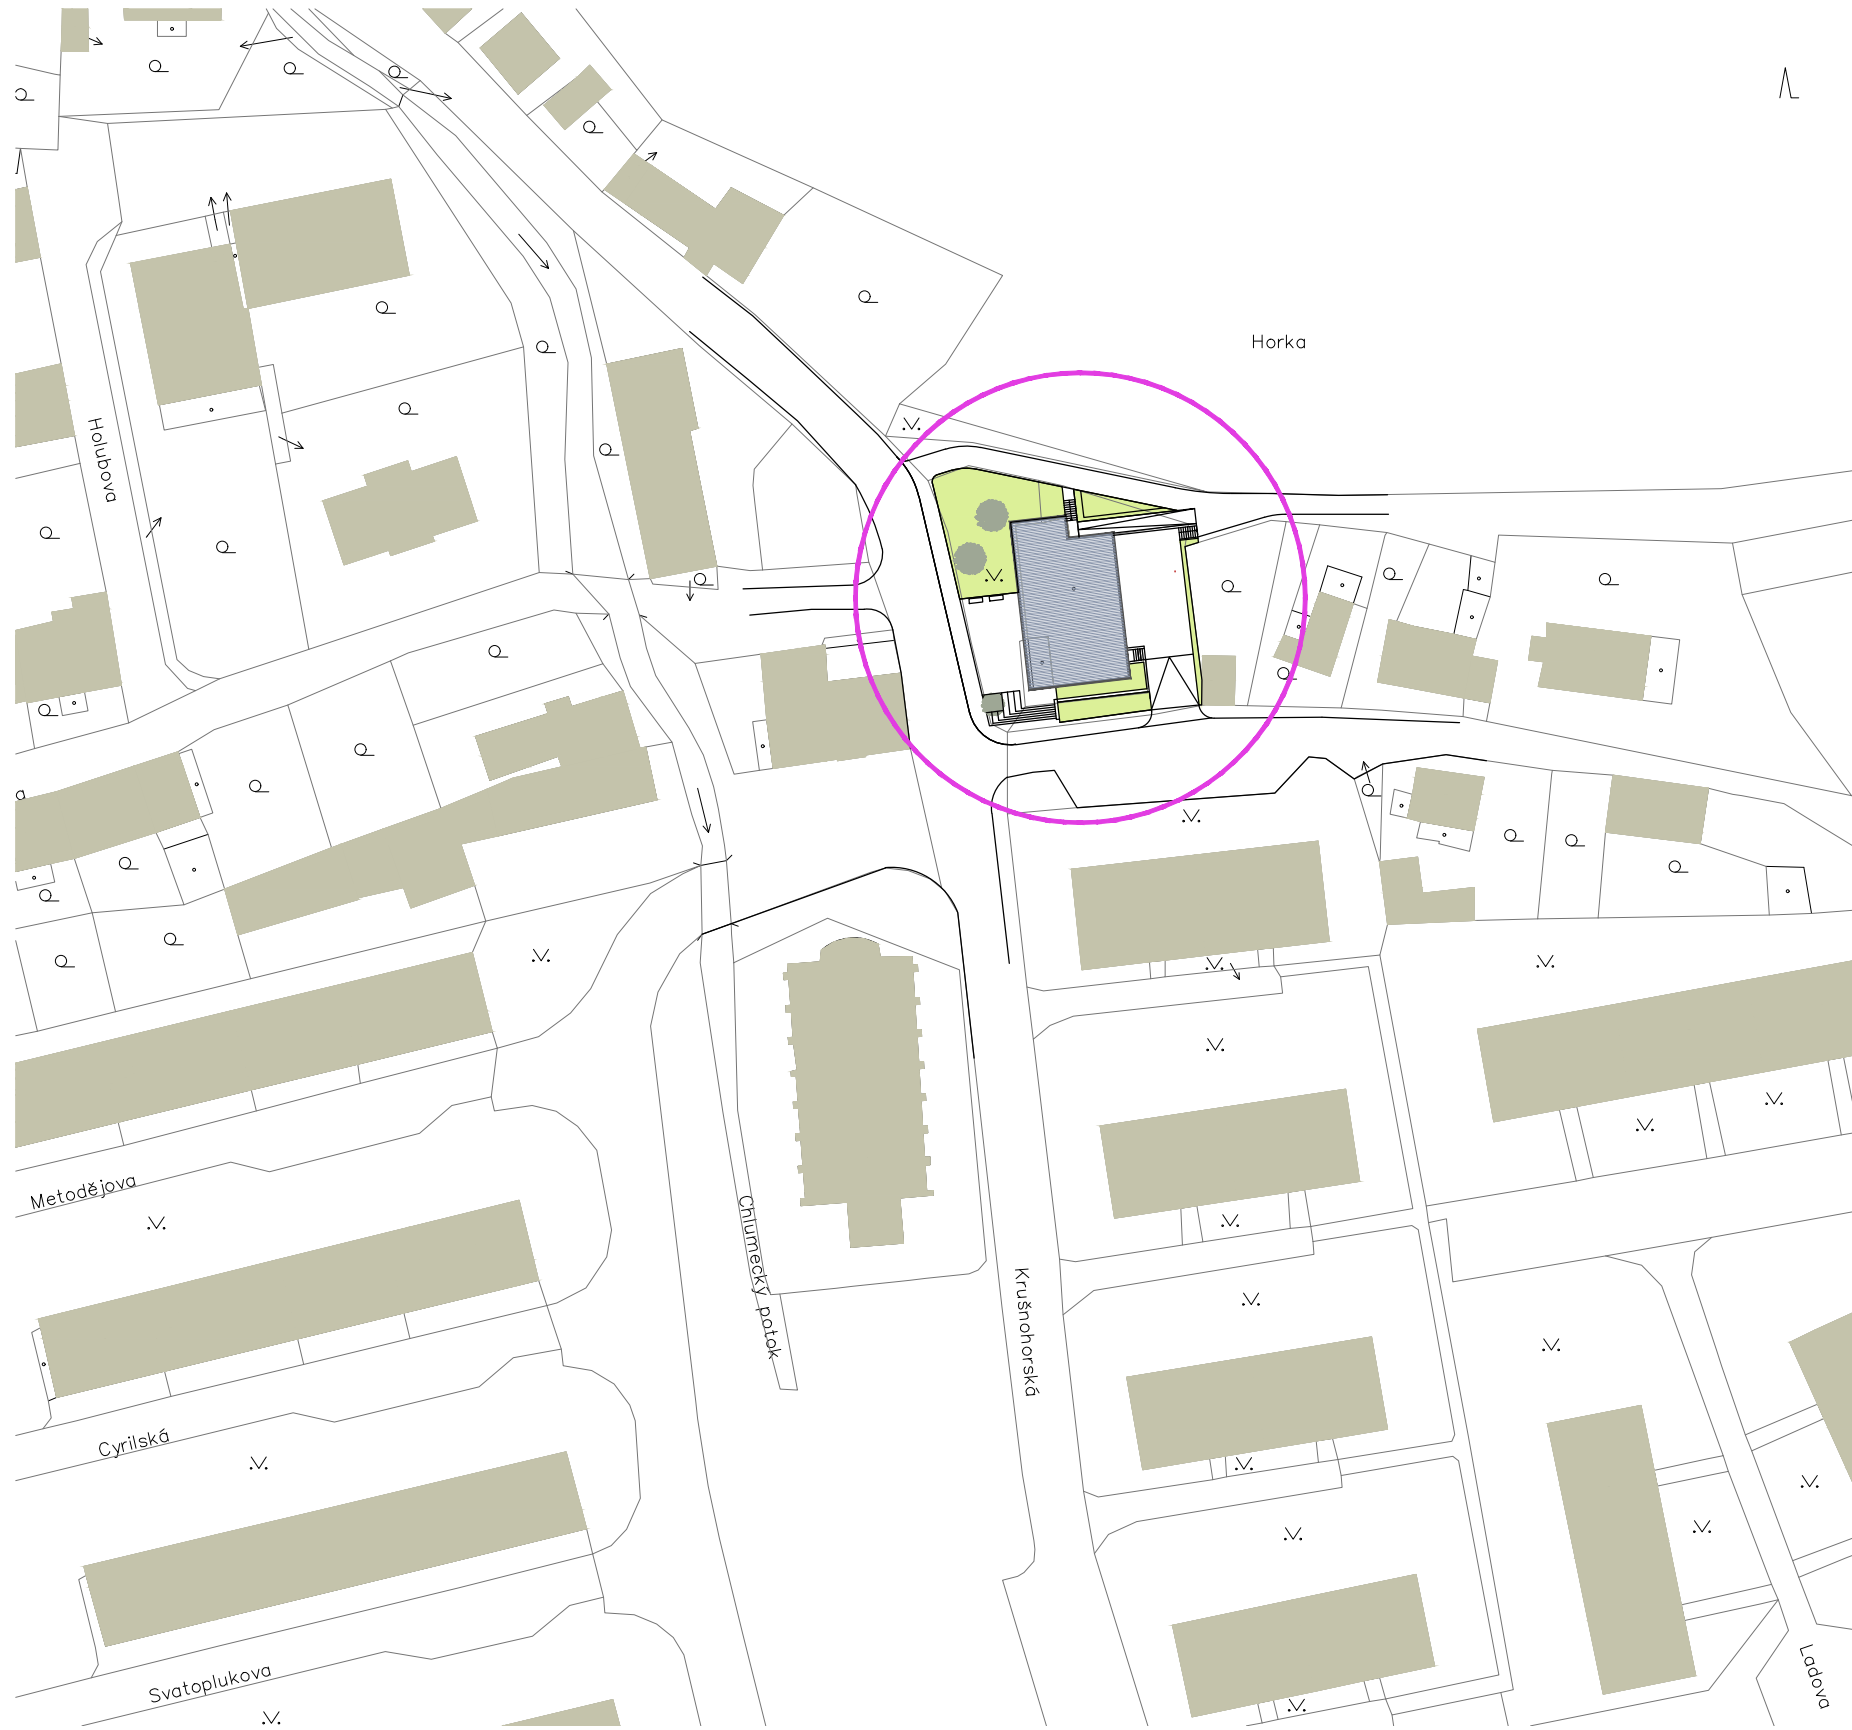 Horka
Holubova
a
Metodějova
Chlumecký potok
Krušnohorská
Cyrilská
Svatoplukova
Ladova